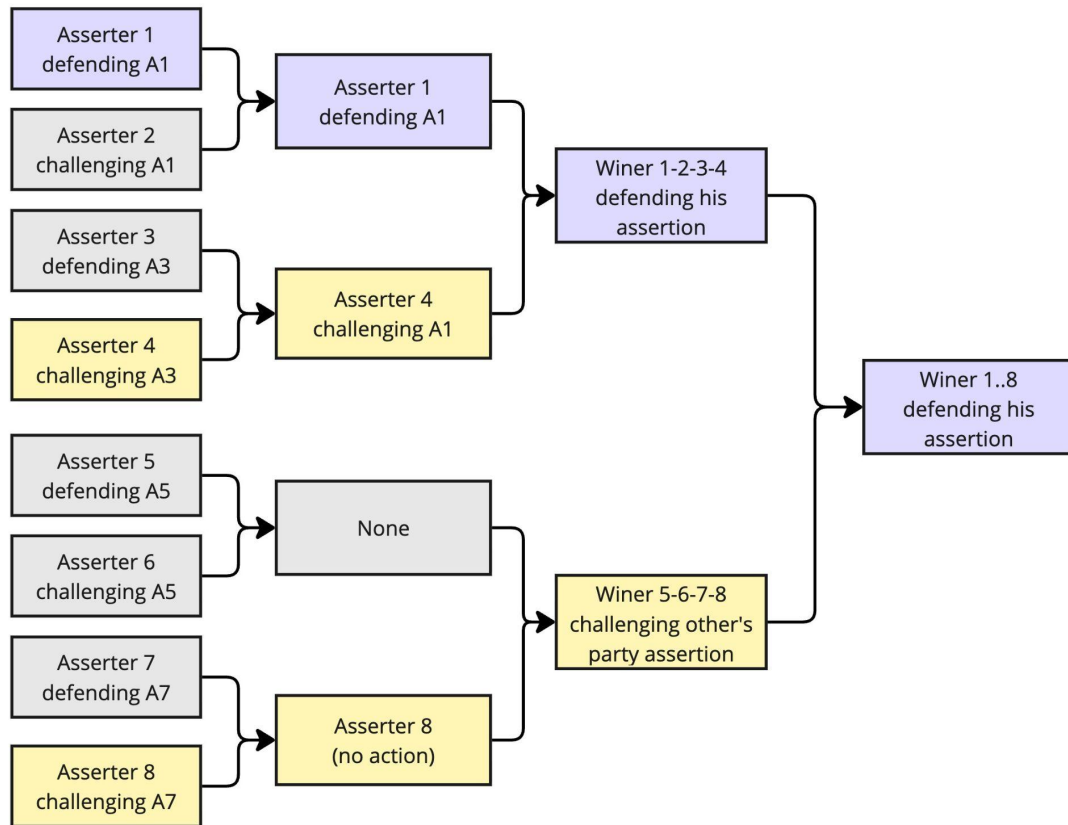 Asserter 1
defending A1
Asserter 2
challenging A1
Asserter 3
defending A3
Asserter 4
challenging A3
Asserter 5
defending A5
Asserter 6
challenging A5
Asserter 7
defending A7
Asserter 8
challenging A7
Asserter 1
defending A1
Asserter 4
challenging A1
None
Asserter 8
(no action)
Winer 1-2-3-4
defending his
assertion
Winer 5-6-7-8
challenging other's
party assertion
Winer 1..8
defending his
assertion